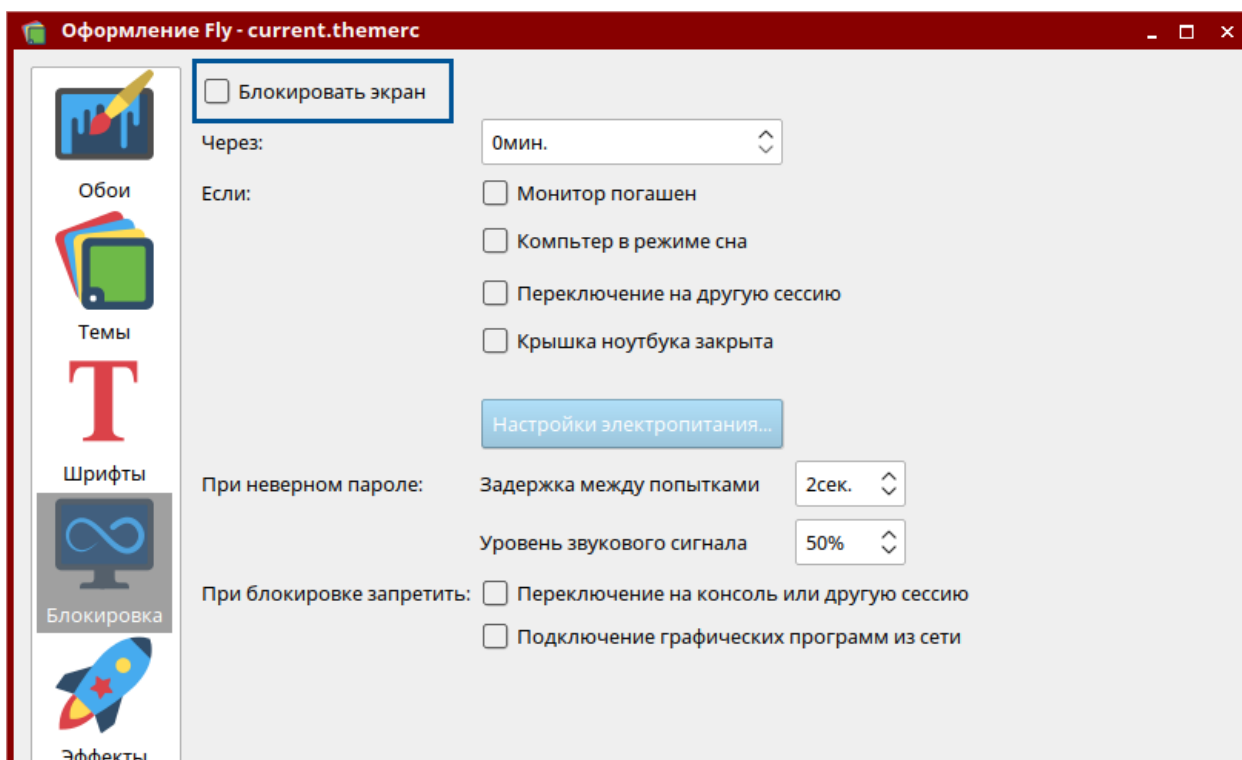 Оформление Fly - current.themerc
Блокировать экран
Через: 0мин.
Обои
Если: Монитор погашен
Компьтер в режиме сна
Переключение на другую сессию
Темы
Крышка ноутбука закрыта
Настройки электропитания...
Шрифты
При неверном пароле: Задержка между попытками 2сек.
Уровень звукового сигнала 50%
При блокировке запретить: Переключение на консоль или другую сессию
Блокировка
Подключение графических программ из сети
Эффекты